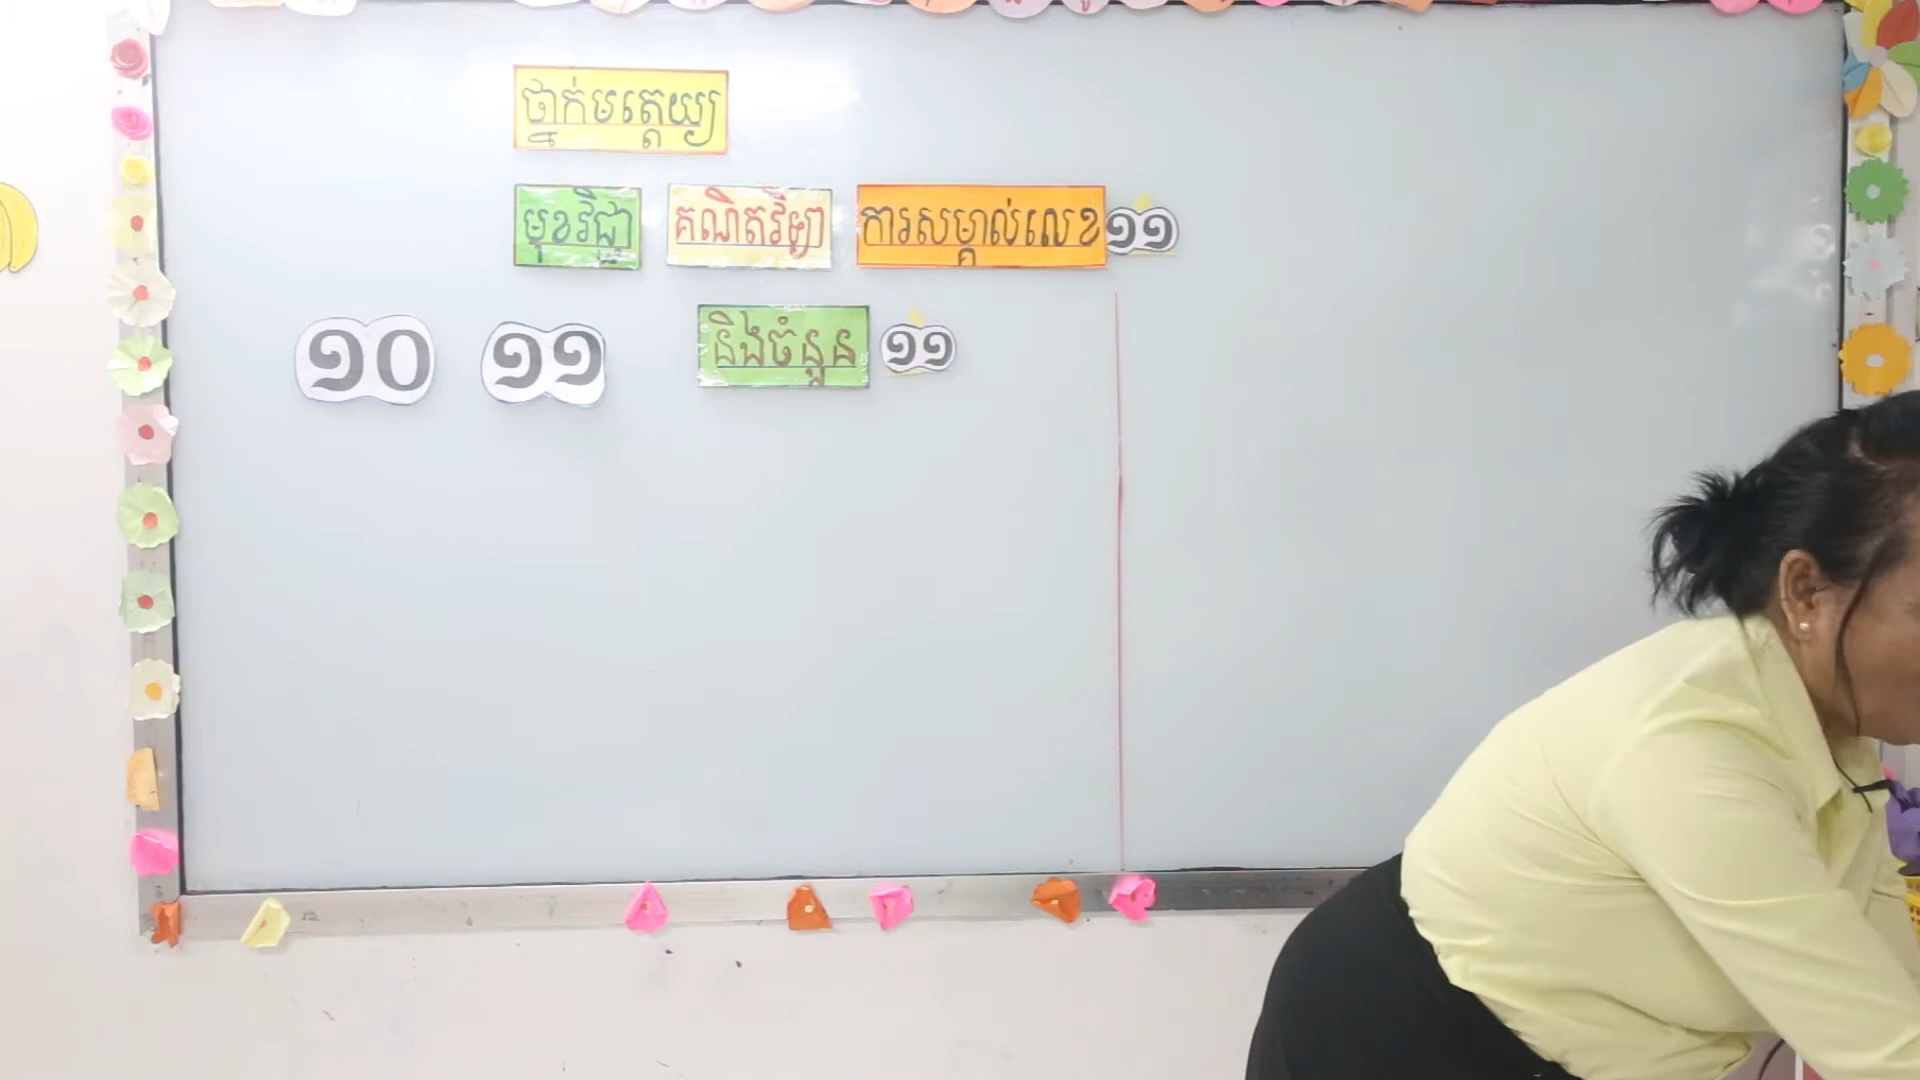 ថ្នាក់មត្តេយ្យ
មុខវិជ្ជា គណិតវិទ្យា ការសម្គាល់លេខ ១១
១០ ១១ និងចំនួន ១១